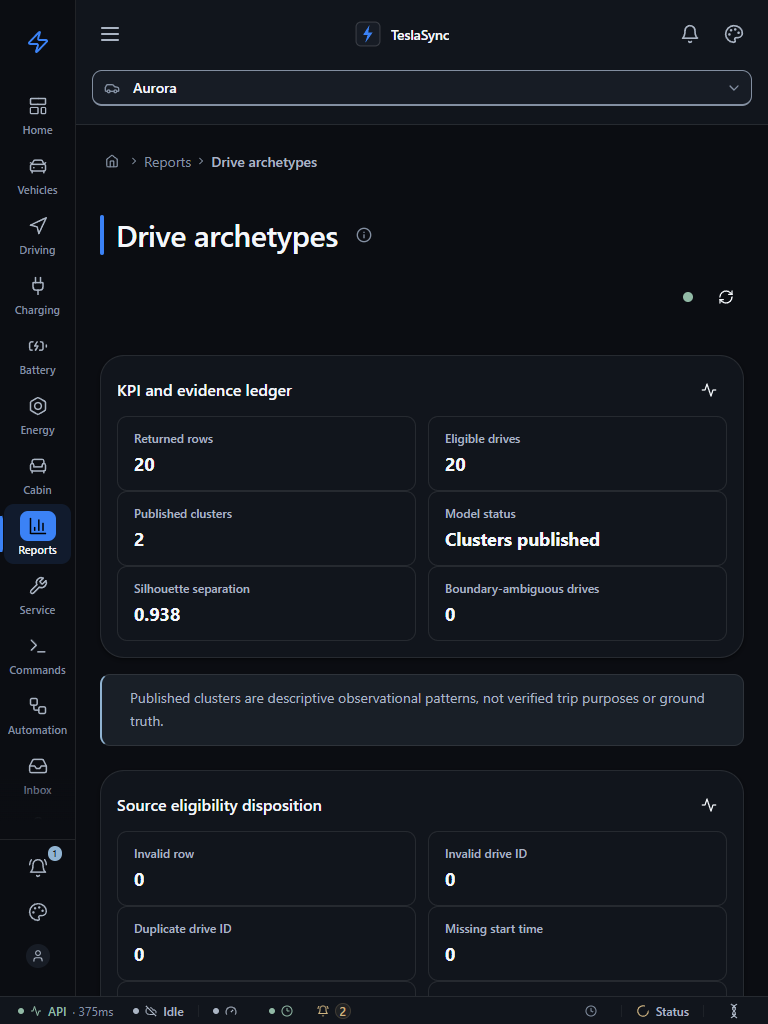 TeslaSync
Aurora
Home
Vehicles
Driving
Charging
Battery
Energy
Cabin
Reports
Service
Commands
Automation
Inbox
1
Reports
Drive archetypes
Drive archetypes
KPI and evidence ledger
Returned rows
20
Eligible drives
20
Published clusters
2
Model status
Clusters published
Silhouette separation
0.938
Boundary-ambiguous drives
0
Published clusters are descriptive observational patterns, not verified trip purposes or ground
truth.
Source eligibility disposition
Invalid row
0
Invalid drive ID
0
Duplicate drive ID
0
Missing start time
0
API · 375ms
Idle
2
Status